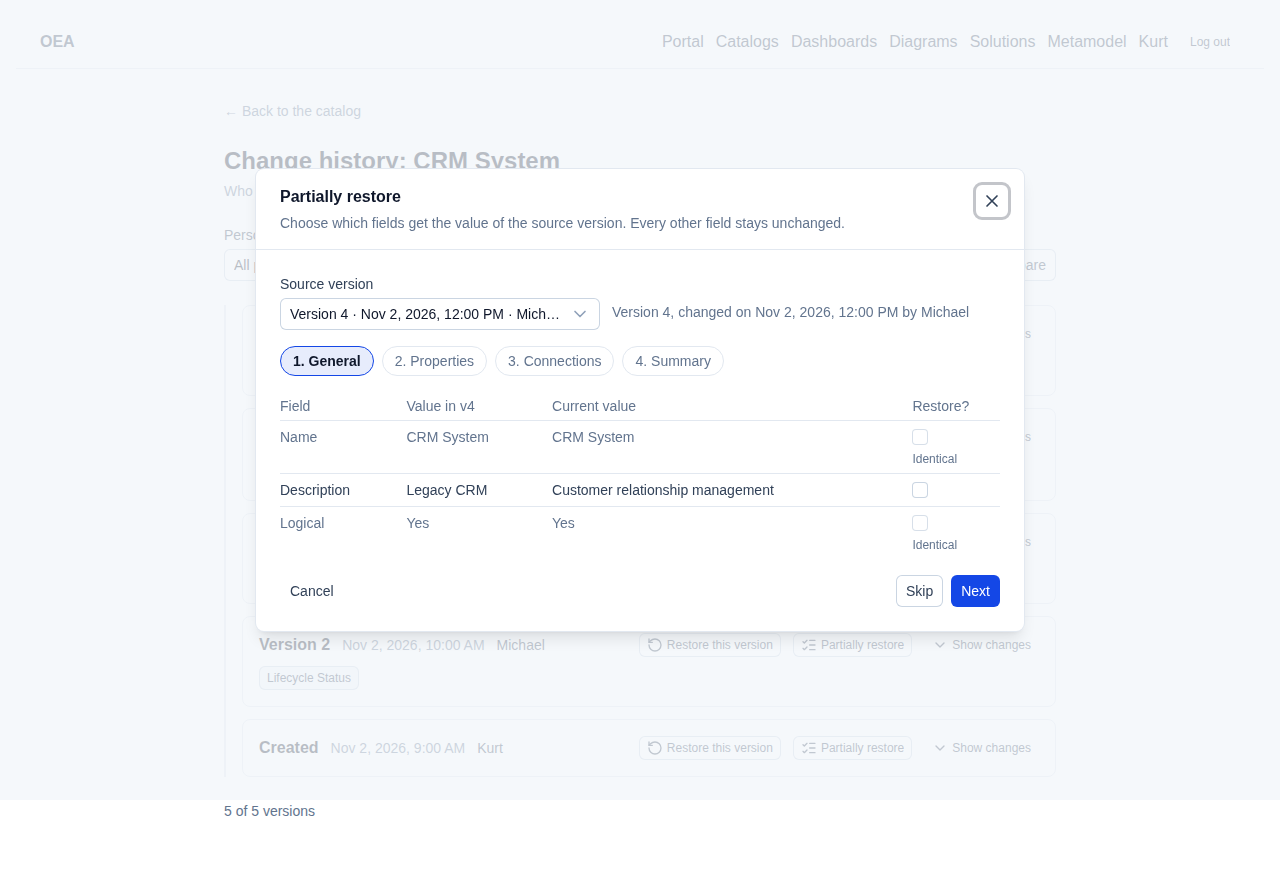 OEA
Portal Catalogs Dashboards Diagrams Solutions Metamodel Kurt Log out
← Back to the catalog
Change history: CRM System
Who
All
Partially restore
Choose which fields get the value of the source version. Every other field stays unchanged.
Source version
Version 4 · Nov 2, 2026, 12:00 PM · Mich…
Version 4, changed on Nov 2, 2026, 12:00 PM by Michael
1. General 2. Properties 3. Connections 4. Summary
Field Value in v4 Current value Restore?
Name CRM System CRM System
Identical
Description Legacy CRM Customer relationship management
Logical Yes Yes
Identical
Cancel Skip Next
Version 2 Nov 2, 2026, 10:00 AM Michael Restore this version Partially restore Show changes
Lifecycle Status
Created Nov 2, 2026, 9:00 AM Kurt Restore this version Partially restore Show changes
5 of 5 versions